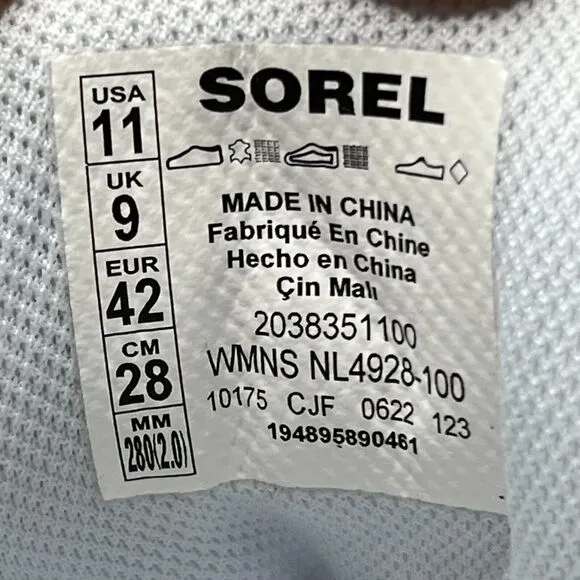 USA
11
UK
9
EUR
42
CM
28
MM
280(2.0)
SOREL
MADE IN CHINA
Fabriqué En Chine
Hecho en China
Çin Malı
2038351100
WMNS NL4928-100
10175 CJF 0622 123
194895890461